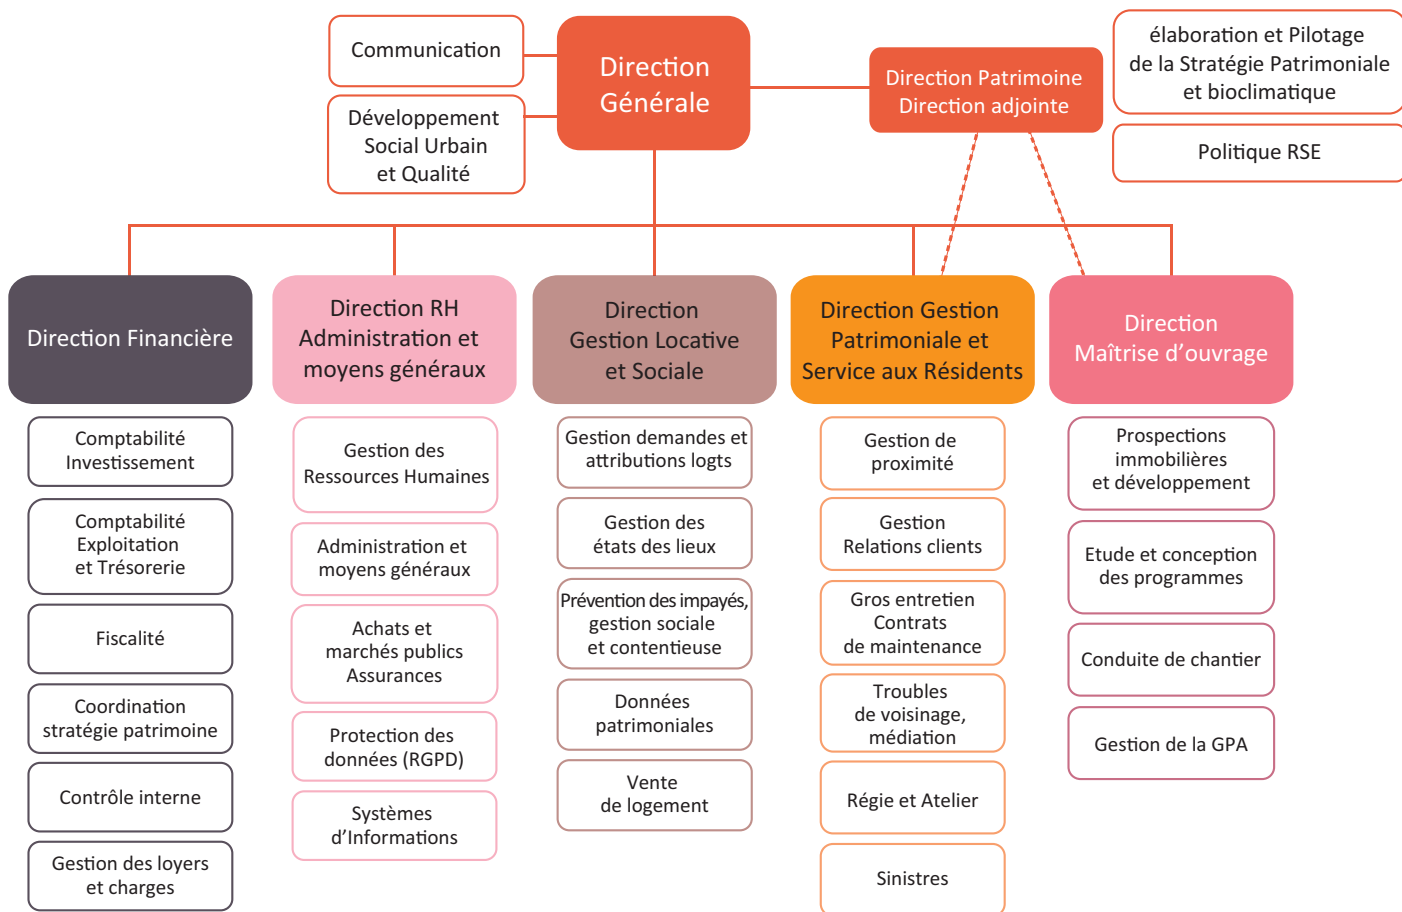 Communication
Développement
Social Urbain
et Qualité
Direction
Générale
Direction Patrimoine
Direction adjointe
élaboration et Pilotage
de la Stratégie Patrimoniale
et bioclimatique
Politique RSE
Direction Financière
Comptabilité
Investissement
Comptabilité
Exploitation
et Trésorerie
Fiscalité
Coordination
stratégie patrimoine
Contrôle interne
Gestion des loyers
et charges
Direction RH
Administration et
moyens généraux
Gestion des
Ressources Humaines
Administration et
moyens généraux
Achats et
marchés publics
Assurances
Protection des
données (RGPD)
Systèmes
d’Informations
Direction
Gestion Locative
et Sociale
Gestion demandes et
attributions logts
Gestion des
états des lieux
Prévention des impayés,
gestion sociale
et contentieuse
Données
patrimoniales
Vente
de logement
Direction Gestion
Patrimoniale et
Service aux Résidents
Gestion de
proximité
Gestion
Relations clients
Gros entretien
Contrats
de maintenance
Troubles
de voisinage,
médiation
Régie et Atelier
Sinistres
Direction
Maîtrise d’ouvrage
Prospections
immobilières
et développement
Etude et conception
des programmes
Conduite de chantier
Gestion de la GPA